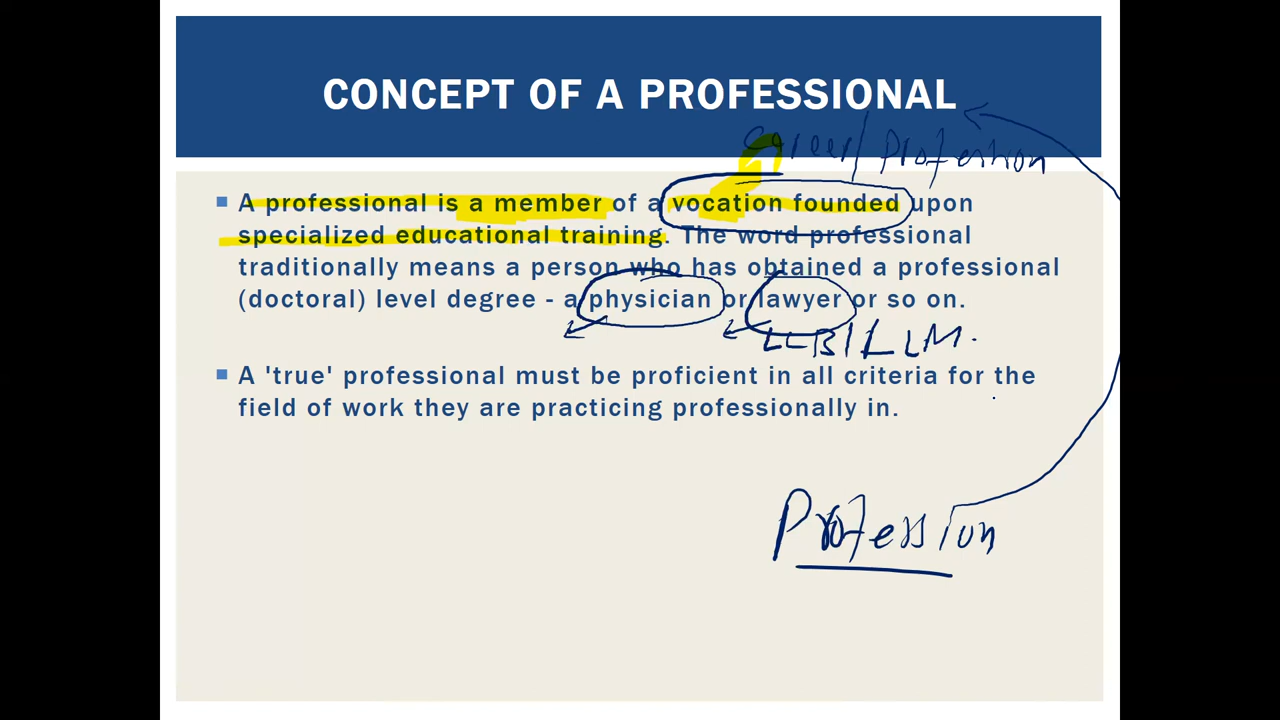 CONCEPT OF A PROFESSIONAL
Career/ Profession
A professional is a member of a vocation founded upon
specialized educational training. The word professional
traditionally means a person who has obtained a professional
(doctoral) level degree - a physician or lawyer or so on.
LLB/LLM.
A 'true' professional must be proficient in all criteria for the
field of work they are practicing professionally in.
Profession